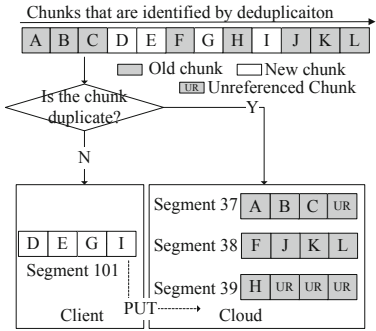 Chunks that are identified by deduplicaiton
A B C D E F G H I J K L
Old chunk New chunk
UR Unreferenced Chunk
Is the chunk
duplicate?
Y
N
Segment 37 A B C UR
D E G I
Segment 38 F J K L
Segment 101
Segment 39 H UR UR UR
Client PUT Cloud